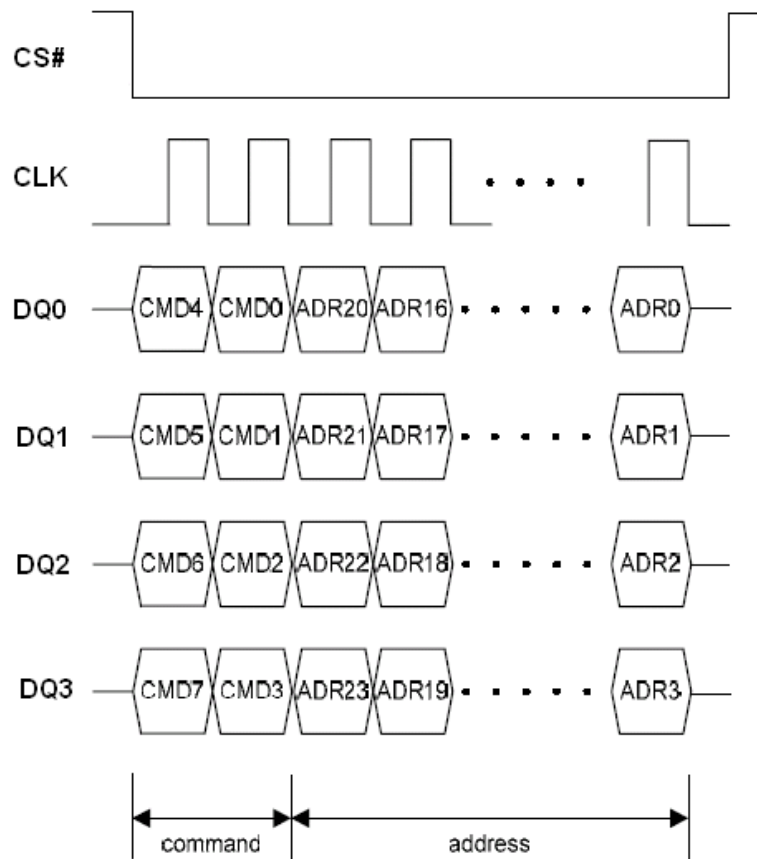 CS#
CLK
DQ0 CMD4 CMD0 ADR20 ADR16 ADR0
DQ1 CMD5 CMD1 ADR21 ADR17 ADR1
DQ2 CMD6 CMD2 ADR22 ADR18 ADR2
DQ3 CMD7 CMD3 ADR23 ADR19 ADR3
command address